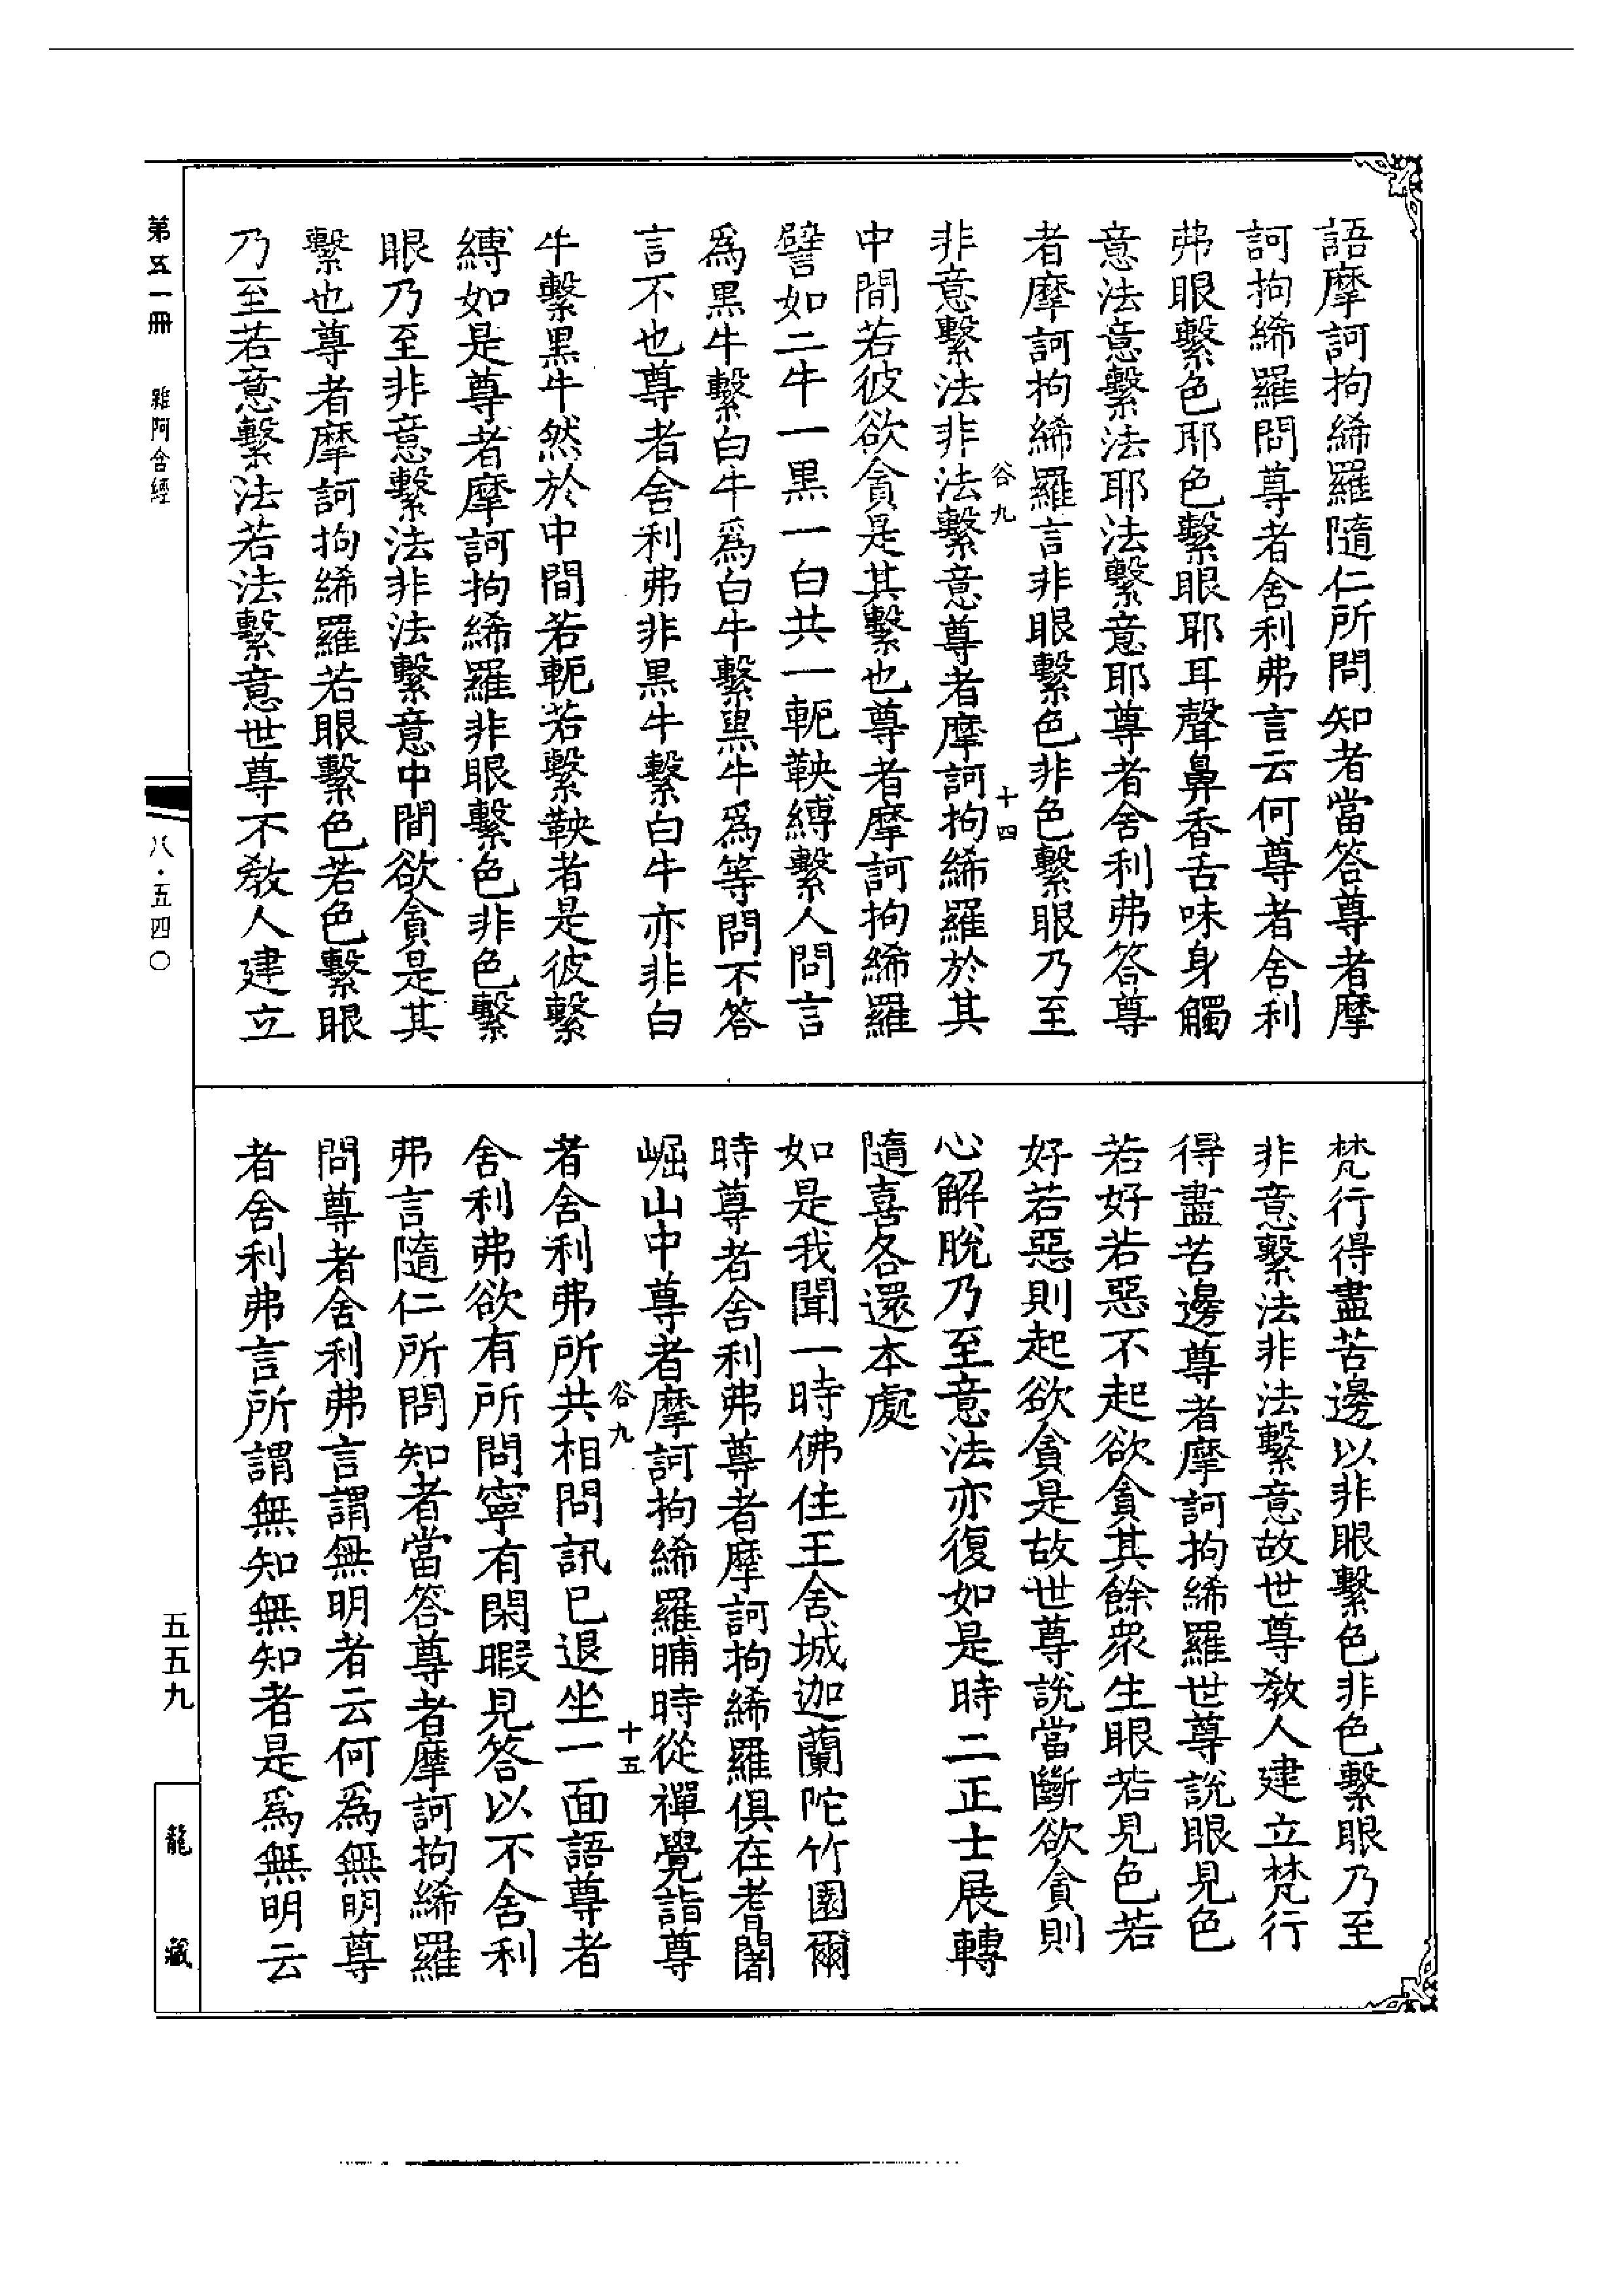 語摩訶拘絺羅隨仁所問知者當答尊者摩
訶拘絺羅問尊者舍利弗言云何尊者舍利
弗眼繫色耶色繫眼耶耳聲鼻香舌味身觸
意法意繫法耶法繫意耶尊者舍利弗答尊
者摩訶拘絺羅言非眼繫色非色繫眼乃至
谷九 十四
非意繫法非法繫意尊者摩訶拘絺羅於其
中間若彼欲貪是其繫也尊者摩訶拘絺羅
譬如二牛一黑一白共一軛鞅縛繫人問言
為黑牛繫白牛為白牛繫黑牛為等問不答
言不也尊者舍利弗非黑牛繫白牛亦非白
牛繫黑牛然於中間若軛若繫鞅者是彼繫
縛如是尊者摩訶拘絺羅非眼繫色非色繫
眼乃至非意繫法非法繫意中間欲貪是其
繫也尊者摩訶拘絺羅若眼繫色若色繫眼
乃至若意繫法若法繫意世尊不教人建立
梵行得盡苦邊以非眼繫色非色繫眼乃至
非意繫法非法繫意故世尊教人建立梵行
得盡苦邊尊者摩訶拘絺羅世尊說眼見色
若好若惡不起欲貪其餘眾生眼若見色若
好若惡則起欲貪是故世尊說當斷欲貪則
心解脫乃至意法亦復如是時二正士展轉
隨喜各還本處
如是我聞一時佛住王舍城迦蘭陀竹園爾
時尊者舍利弗尊者摩訶拘絺羅俱在耆闍
崛山中尊者摩訶拘絺羅晡時從禪覺詣尊
谷九 十五
者舍利弗所共相問訊已退坐一面語尊者
舍利弗欲有所問寧有閑暇見答以不舍利
弗言隨仁所問知者當答尊者摩訶拘絺羅
問尊者舍利弗言謂無明者云何為無明尊
者舍利弗言所謂無知無知者是為無明云
第五一冊 雜阿含經 八·五四〇
五五九 龍藏